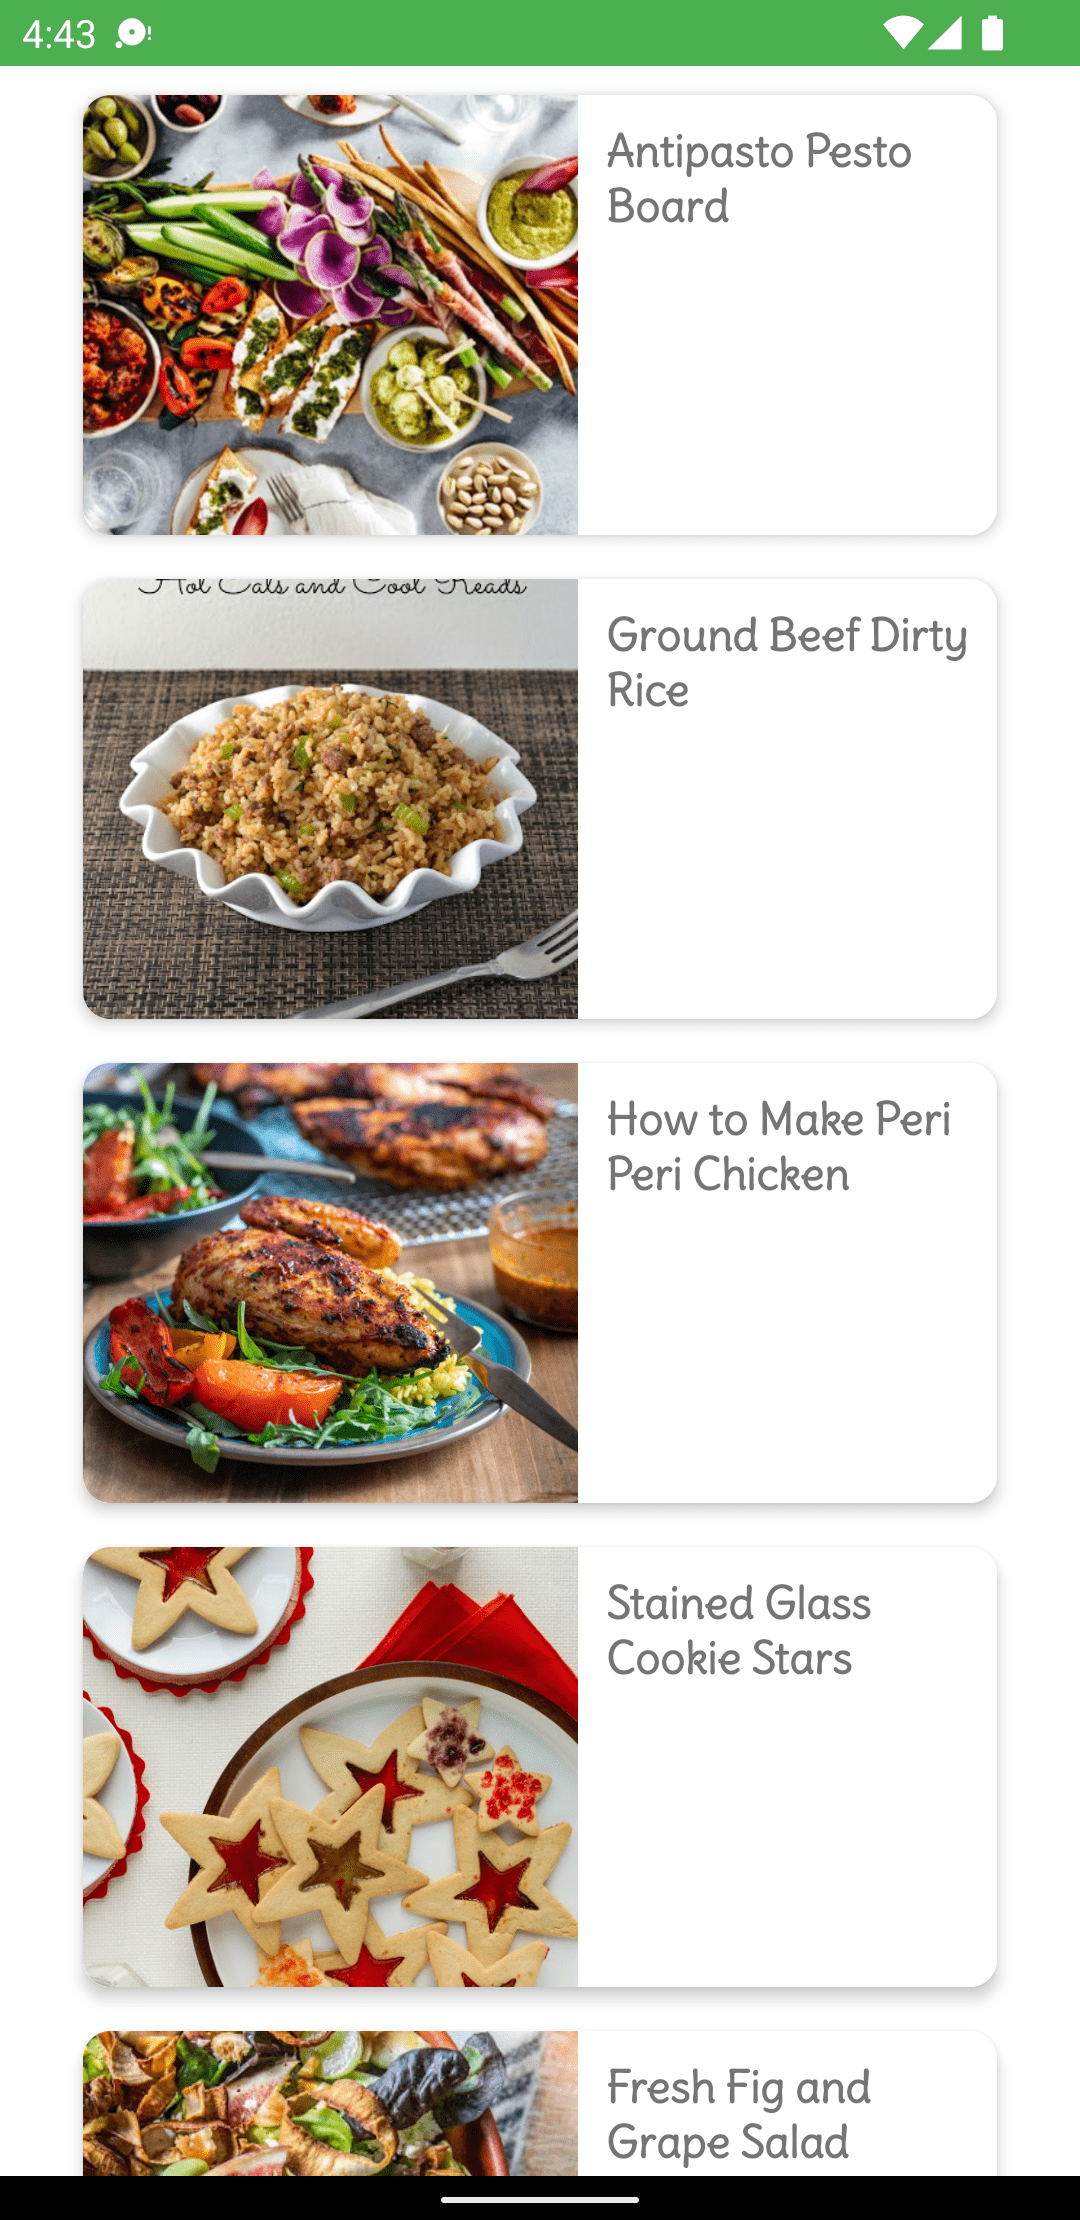 4:43
Antipasto Pesto
Board
Hot Eats and Cool Reads
Ground Beef Dirty
Rice
How to Make Peri
Peri Chicken
Stained Glass
Cookie Stars
Fresh Fig and
Grape Salad